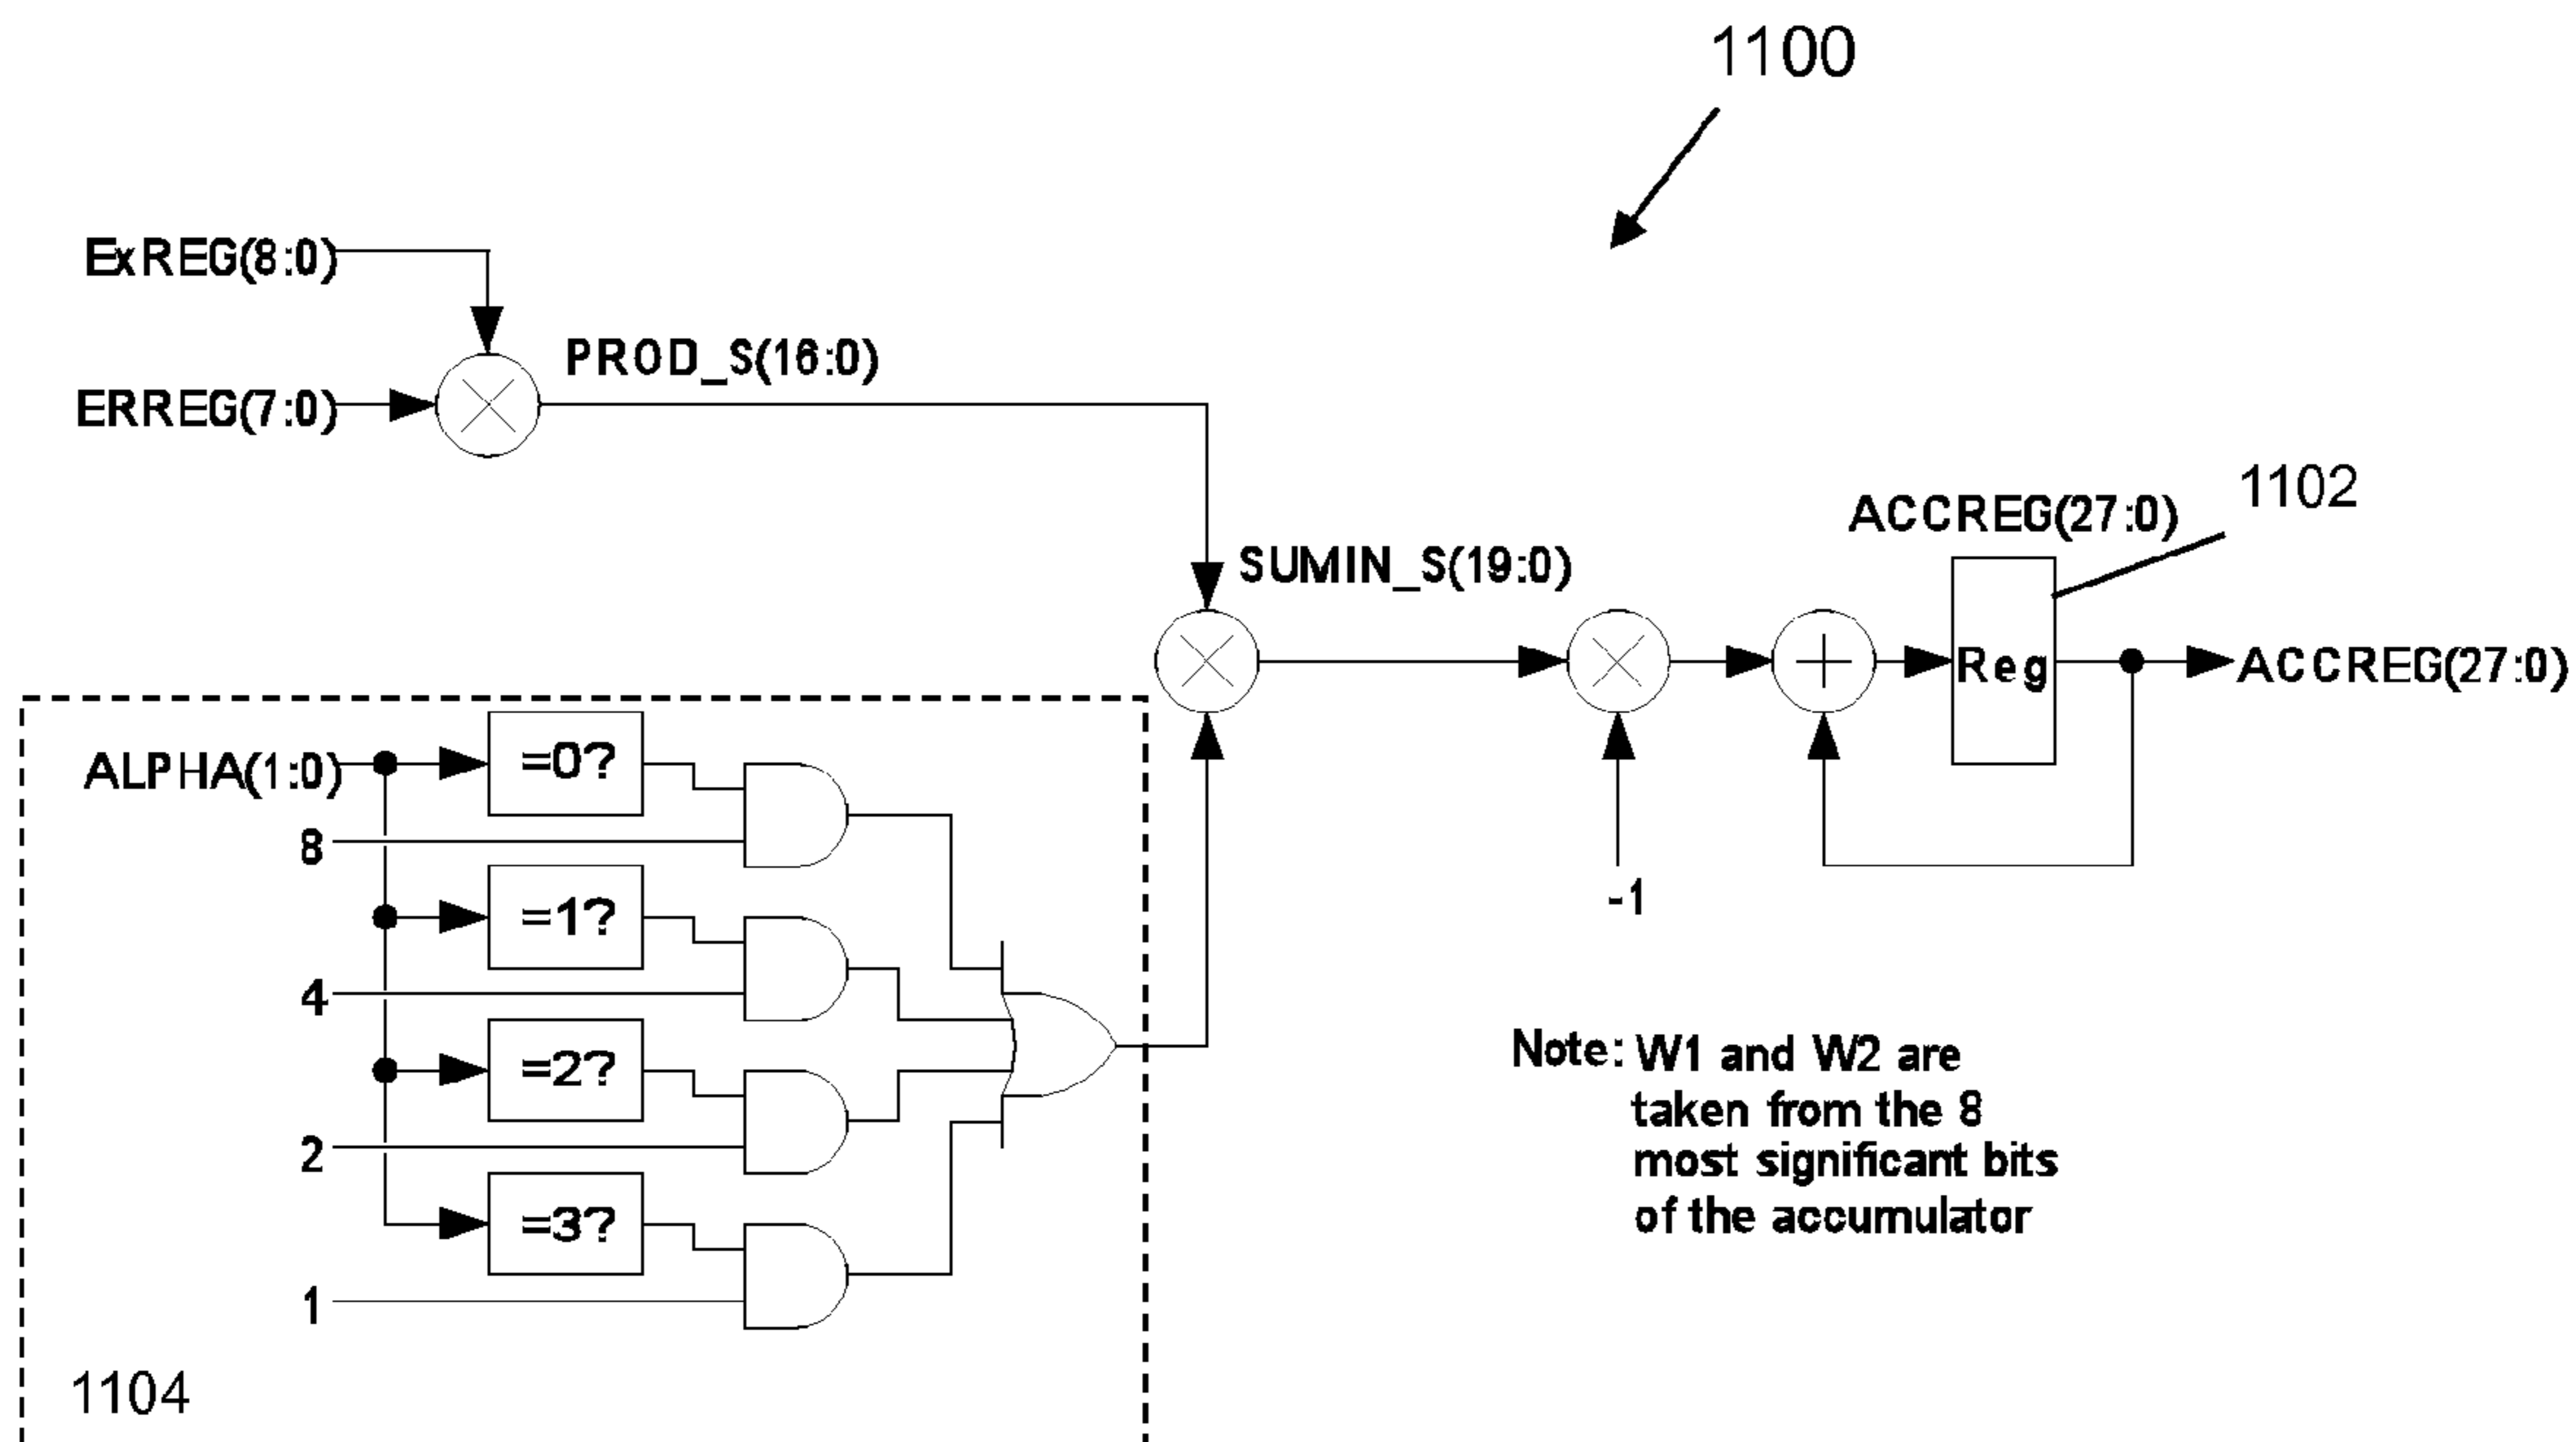 1100
ExREG(8:0)
PROD_S(16:0)
ERREG(7:0)
1102
ACCREG(27:0)
SUMIN_S(19:0)
Reg
ACCREG(27:0)
ALPHA(1:0)
=0?
8
=1?
-1
4
=2?
2
=3?
1
Note: W1 and W2 are
taken from the 8
most significant bits
of the accumulator
1104